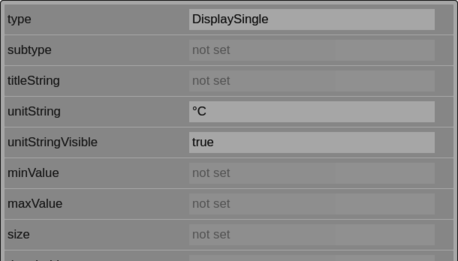 type DisplaySingle
subtype not set
titleString not set
unitString °C
unitStringVisible true
minValue not set
maxValue not set
size not set